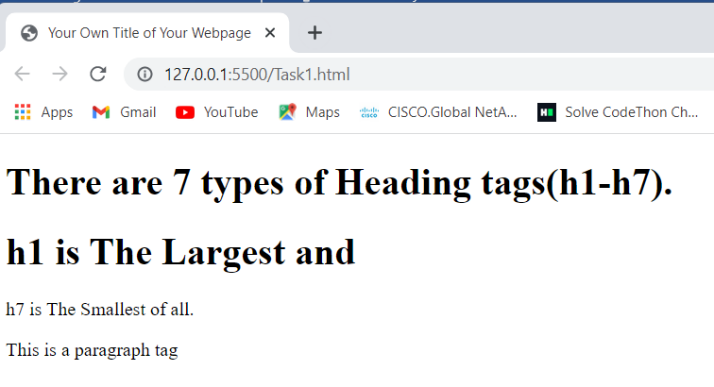 Your Own Title of Your Webpage
127.0.0.1:5500/Task1.html
Apps Gmail YouTube Maps CISCO.Global NetA... Solve CodeThon Ch...
There are 7 types of Heading tags(h1-h7).
h1 is The Largest and
h7 is The Smallest of all.
This is a paragraph tag